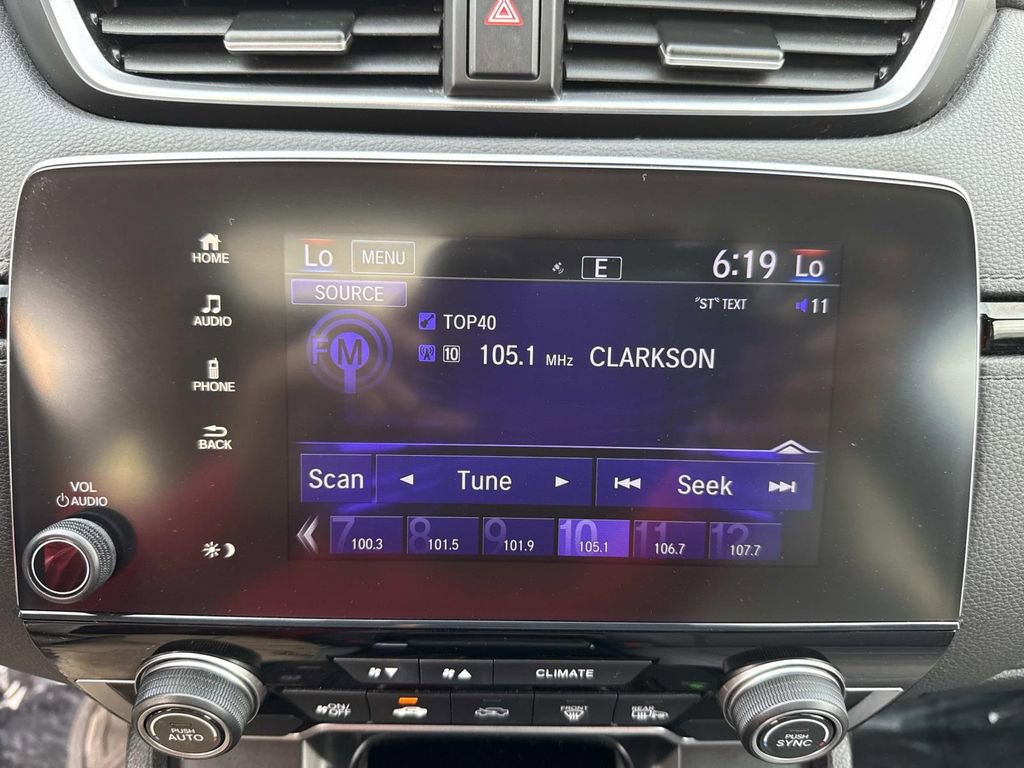 Lo MENU E 6:19 Lo
HOME
SOURCE
"ST" TEXT 11
AUDIO
FM
TOP40
10 105.1 MHz CLARKSON
PHONE
BACK
Scan Tune Seek
VOL
AUDIO
7 100.3 8 101.5 9 101.9 10 105.1 11 106.7 12 107.7
CLIMATE
ON/OFF FRONT REAR
PUSH AUTO
PUSH SYNC